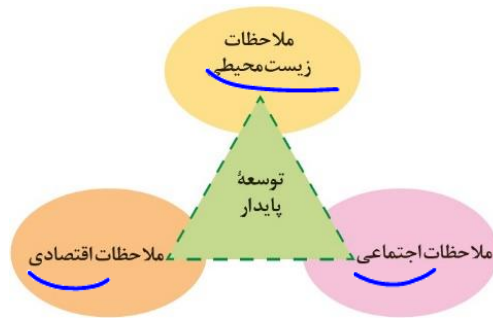 ملاحظات
زیست‌محیطی
توسعهٔ
پایدار
ملاحظات اجتماعی
ملاحظات اقتصادی